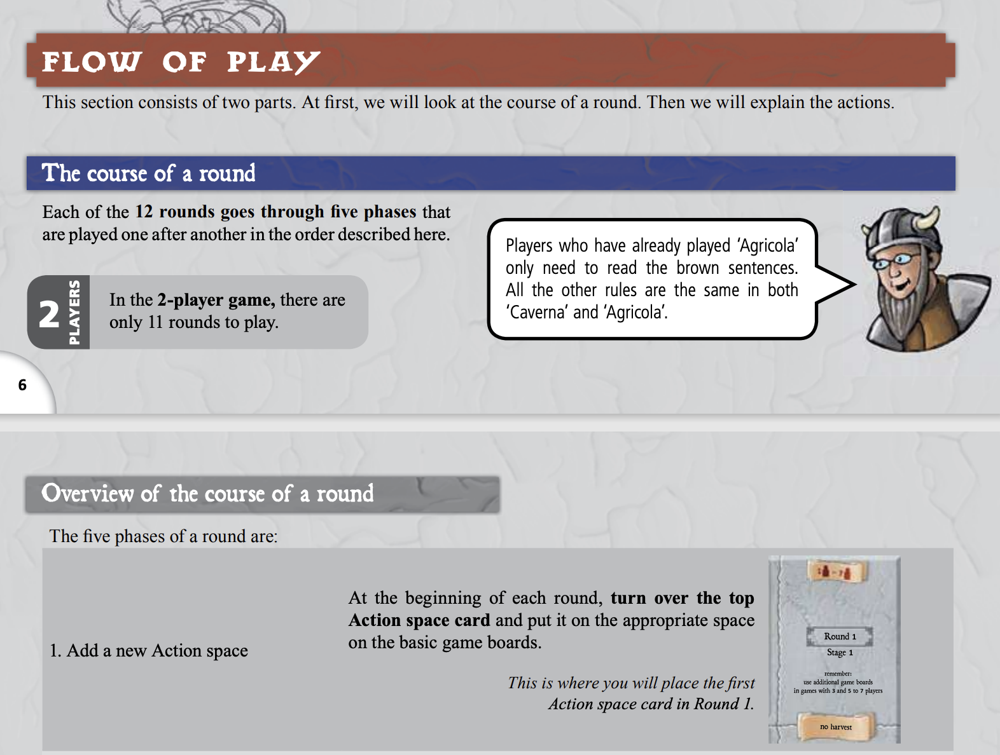 FLOW OF PLAY
This section consists of two parts. At first, we will look at the course of a round. Then we will explain the actions.
The course of a round
Each of the 12 rounds goes through five phases that
are played one after another in the order described here.
2 PLAYERS
In the 2-player game, there are
only 11 rounds to play.
Players who have already played ‘Agricola’
only need to read the brown sentences.
All the other rules are the same in both
‘Caverna’ and ‘Agricola’.
6
Overview of the course of a round
The five phases of a round are:
1. Add a new Action space
At the beginning of each round, turn over the top
Action space card and put it on the appropriate space
on the basic game boards.
This is where you will place the first
Action space card in Round 1.
Round 1
Stage 1
remember:
use additional game boards
in games with 3 and 5 to 7 players
no harvest